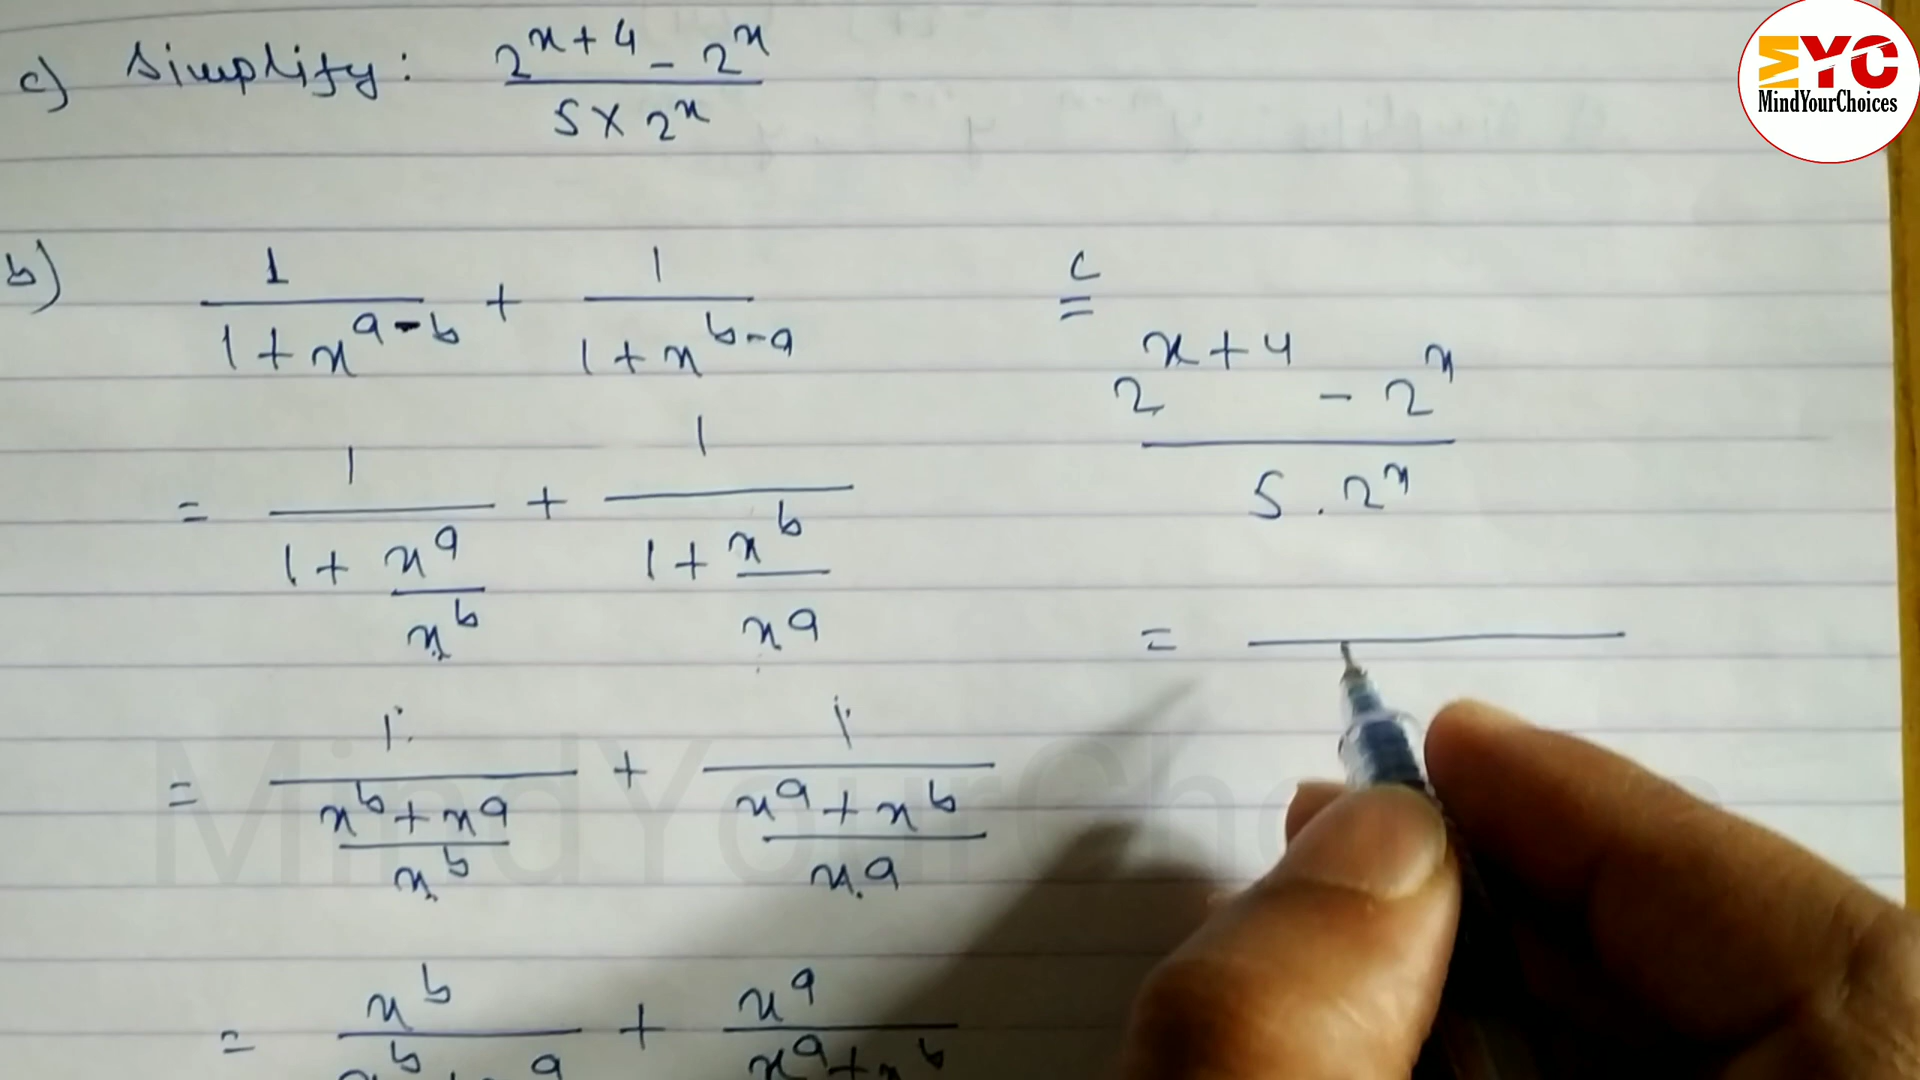 c) Simplify: 2^{x+4} - 2^x / 5 × 2^x
MYC
MindYourChoices
b) 1 / 1 + x^{a-b} + 1 / 1 + x^{b-a}
= 1 / 1 + x^a / x^b + 1 / 1 + x^b / x^a
= 1 / x^b + x^a / x^b + 1 / x^a + x^b / x^a
= x^b / x^b + x^a + x^a / x^a + x^b
c
2^{x+4} - 2^x / 5 . 2^x
=
MindYourCho